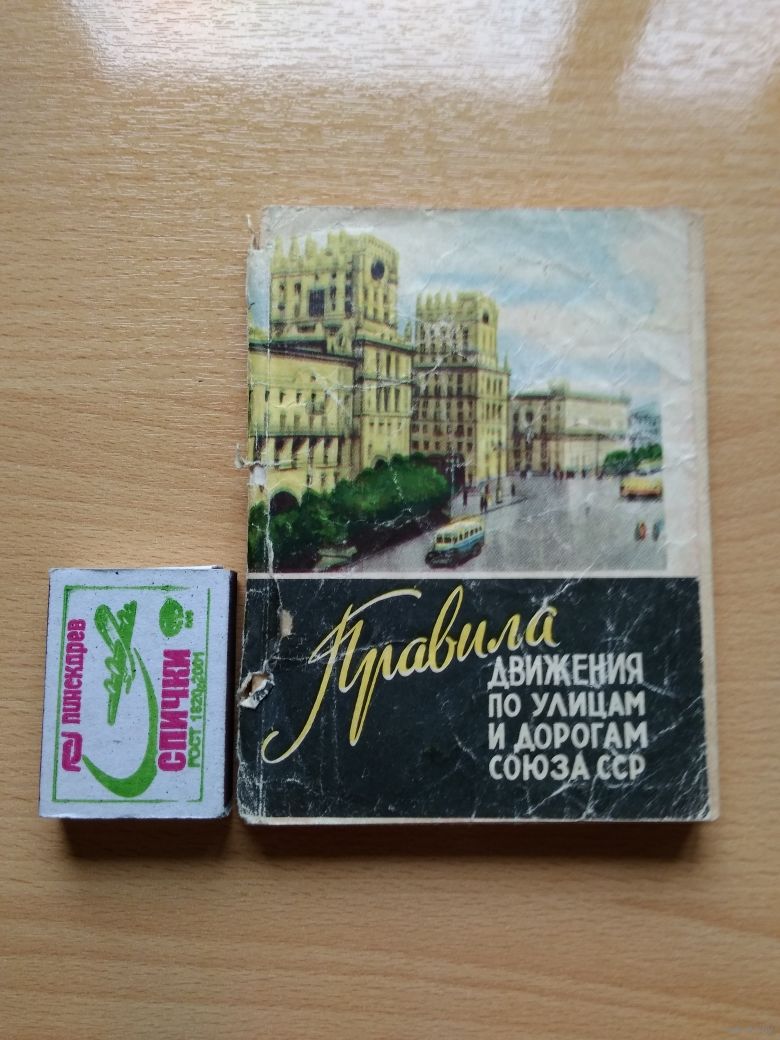 Правила
ДВИЖЕНИЯ
ПО УЛИЦАМ
И ДОРОГАМ
СОЮЗА ССР
ПИНСКДРЕВ
СПИЧКИ
ГОСТ 1820-2001